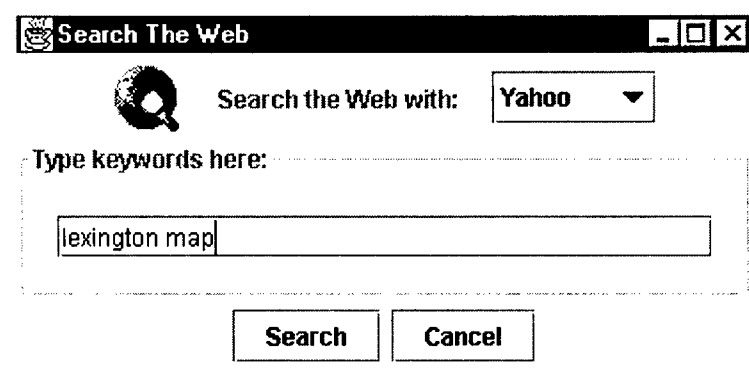 Search The Web
Search the Web with: Yahoo
Type keywords here:
lexington map
Search Cancel